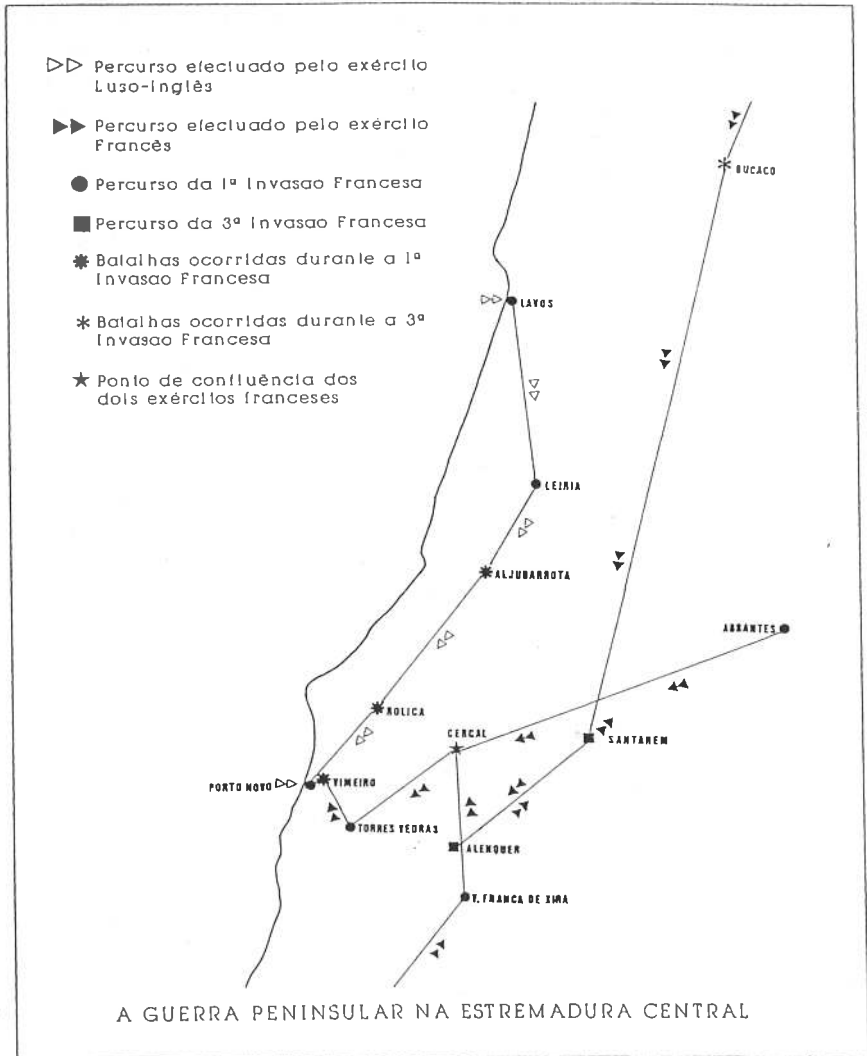 Percurso efectuado pelo exército
Luso-inglês
Percurso efectuado pelo exército
Francês
Percurso da 1ª Invasao Francesa
Percurso da 3ª Invasao Francesa
Batalhas ocorridas durante a 1ª
Invasao Francesa
Batalhas ocorridas durante a 3ª
Invasao Francesa
Ponto de confluência dos
dois exércitos franceses
BUCACO
LAVOS
LEIRIA
ALJUBARROTA
ABRANTES
ROLICA
CERCAL
SANTAREM
PORTO NOVO
VIMEIRO
TORRES VEDRAS
ALENQUER
V. FRANCA DE XIRA
A GUERRA PENINSULAR NA ESTREMADURA CENTRAL